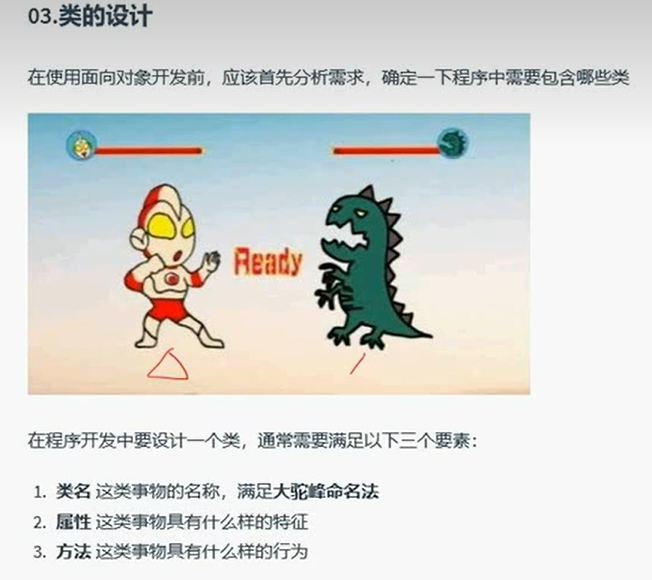 03.类的设计
在使用面向对象开发前，应该首先分析需求，确定一下程序中需要包含哪些类
Ready
在程序开发中要设计一个类，通常需要满足以下三个要素：
1. 类名 这类事物的名称，满足大驼峰命名法
2. 属性 这类事物具有什么样的特征
3. 方法 这类事物具有什么样的行为